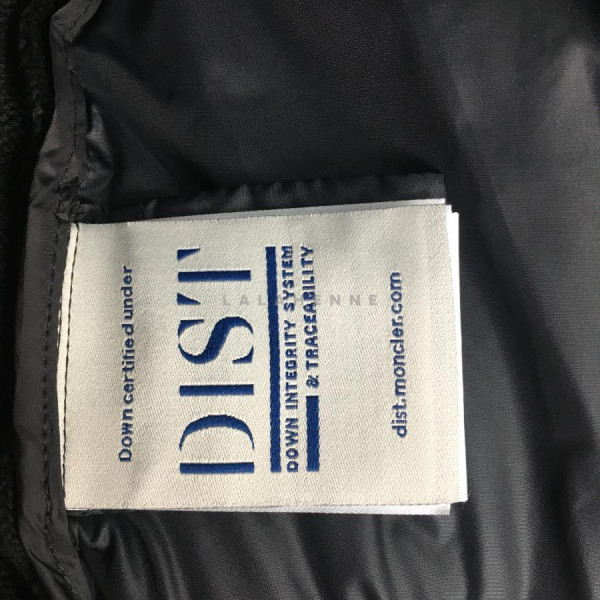 Down certified under
DIST
DOWN INTEGRITY SYSTEM
& TRACEABILITY
dist.moncler.com